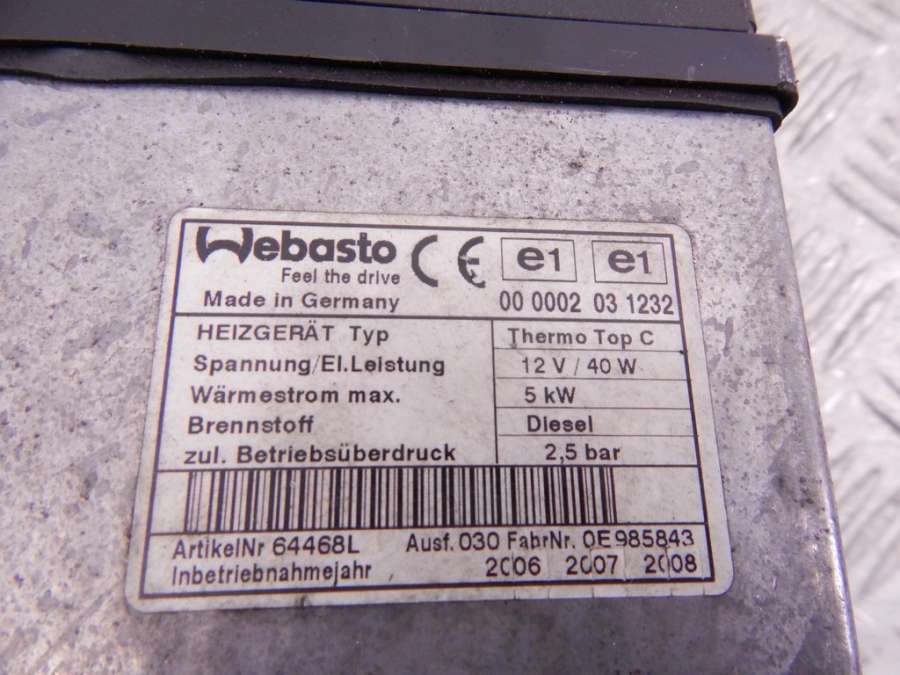 Webasto CE e1 e1
Feel the drive
Made in Germany 00 0002 03 1232
HEIZGERÄT Typ Thermo Top C
Spannung/El.Leistung 12 V / 40 W
Wärmestrom max. 5 kW
Brennstoff Diesel
zul. Betriebsüberdruck 2,5 bar
ArtikelNr 64468L Ausf. 030 FabrNr. 0E985843
Inbetriebnahmejahr 2006 2007 2008